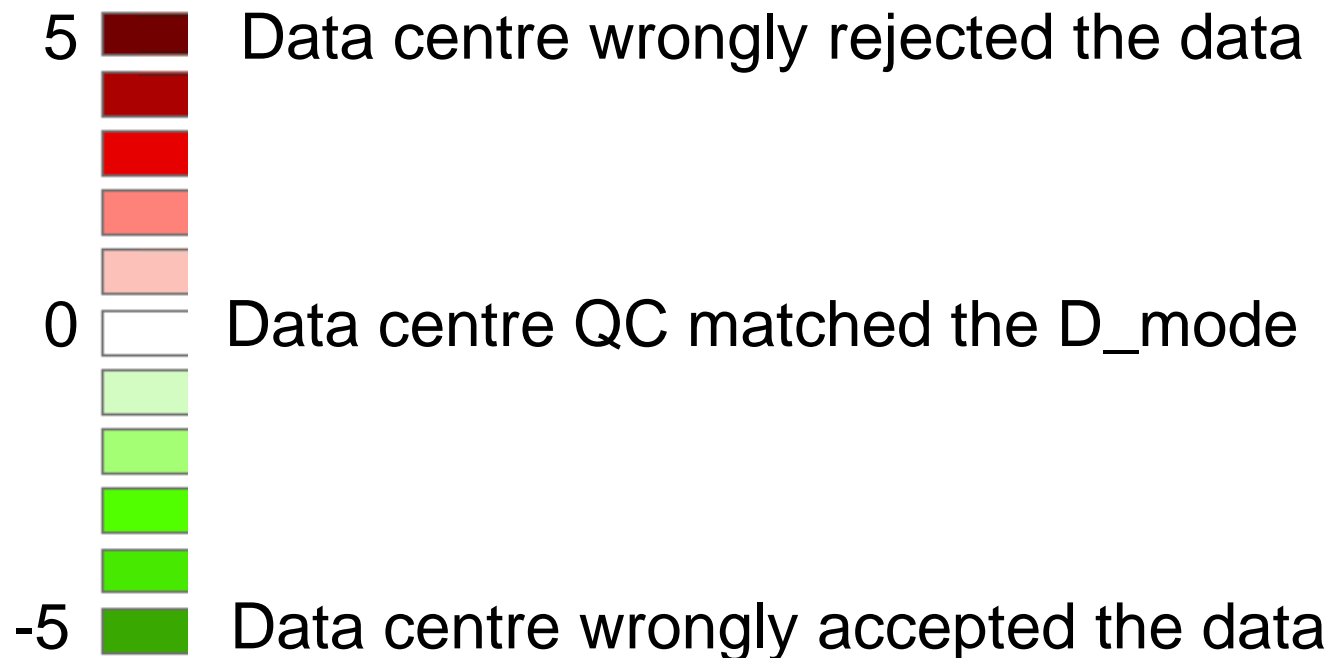 5 Data centre wrongly rejected the data
0 Data centre QC matched the D_mode
-5 Data centre wrongly accepted the data